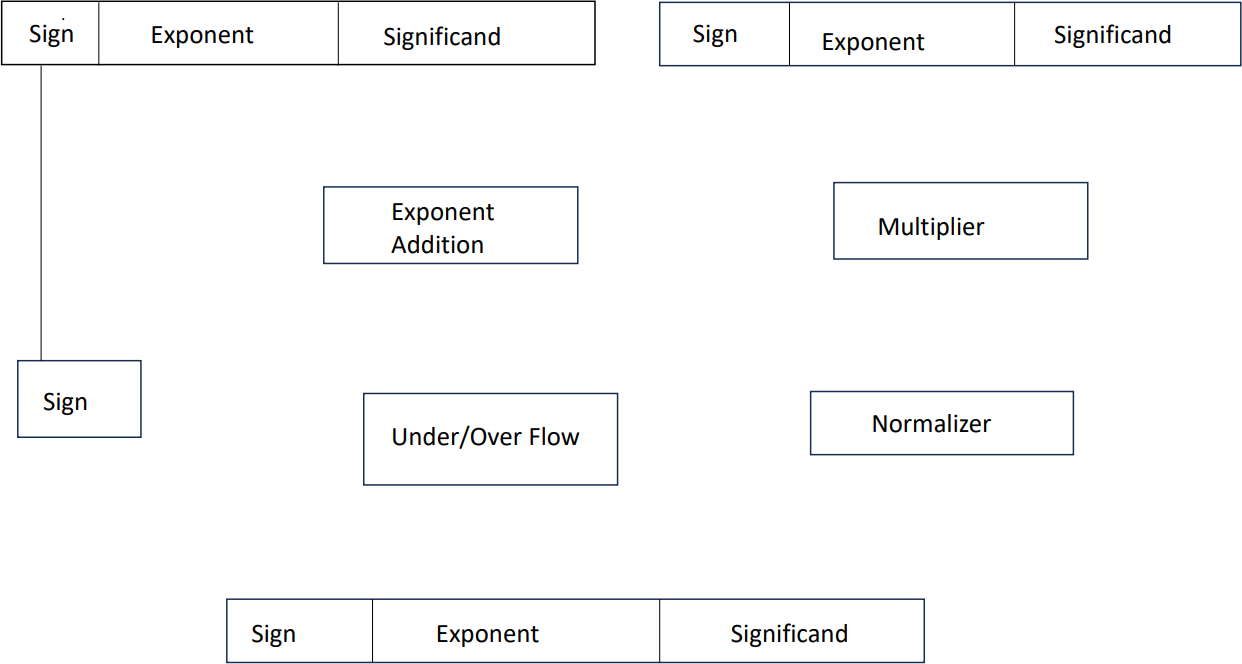 Sign Exponent Significand Sign Exponent Significand
Exponent
Addition
Multiplier
Sign
Under/Over Flow
Normalizer
Sign Exponent Significand